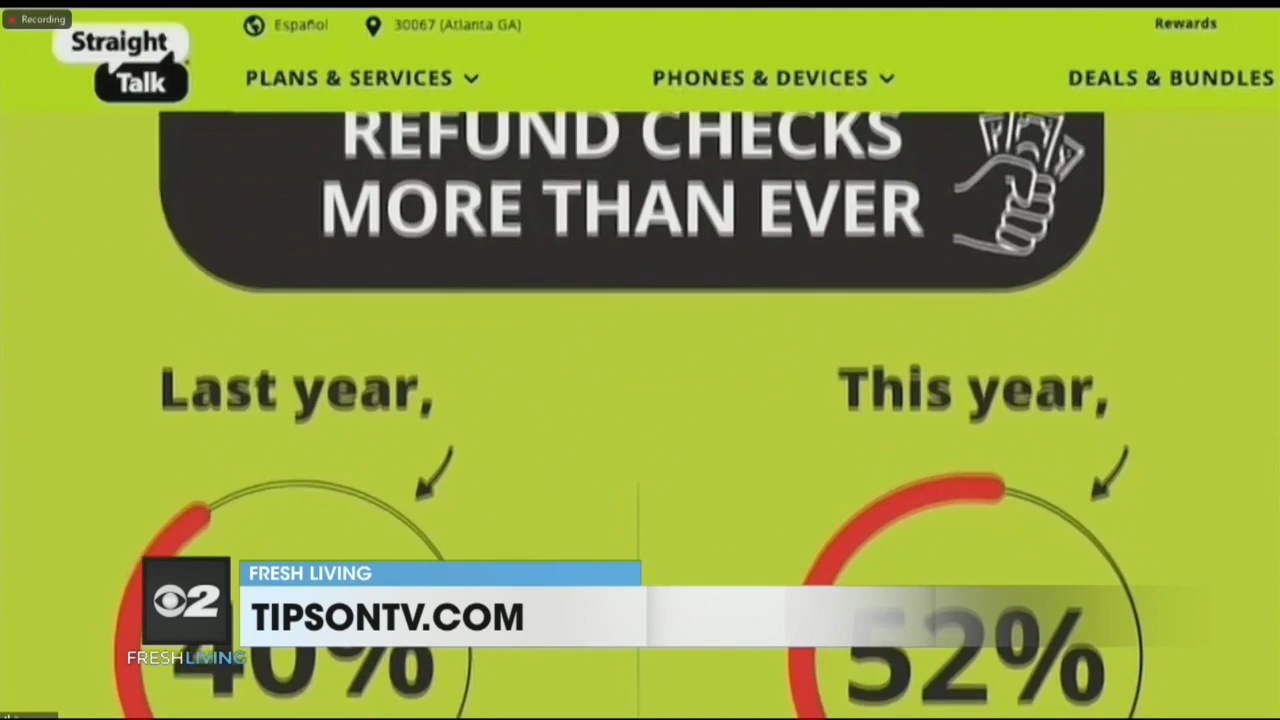 Recording
Español
30067 (Atlanta GA)
Rewards
Straight
Talk
PLANS & SERVICES
PHONES & DEVICES
DEALS & BUNDLES
REFUND CHECKS
MORE THAN EVER
Last year,
This year,
40%
52%
2
FRESH LIVING
TIPSONTV.COM
FRESHLIVING